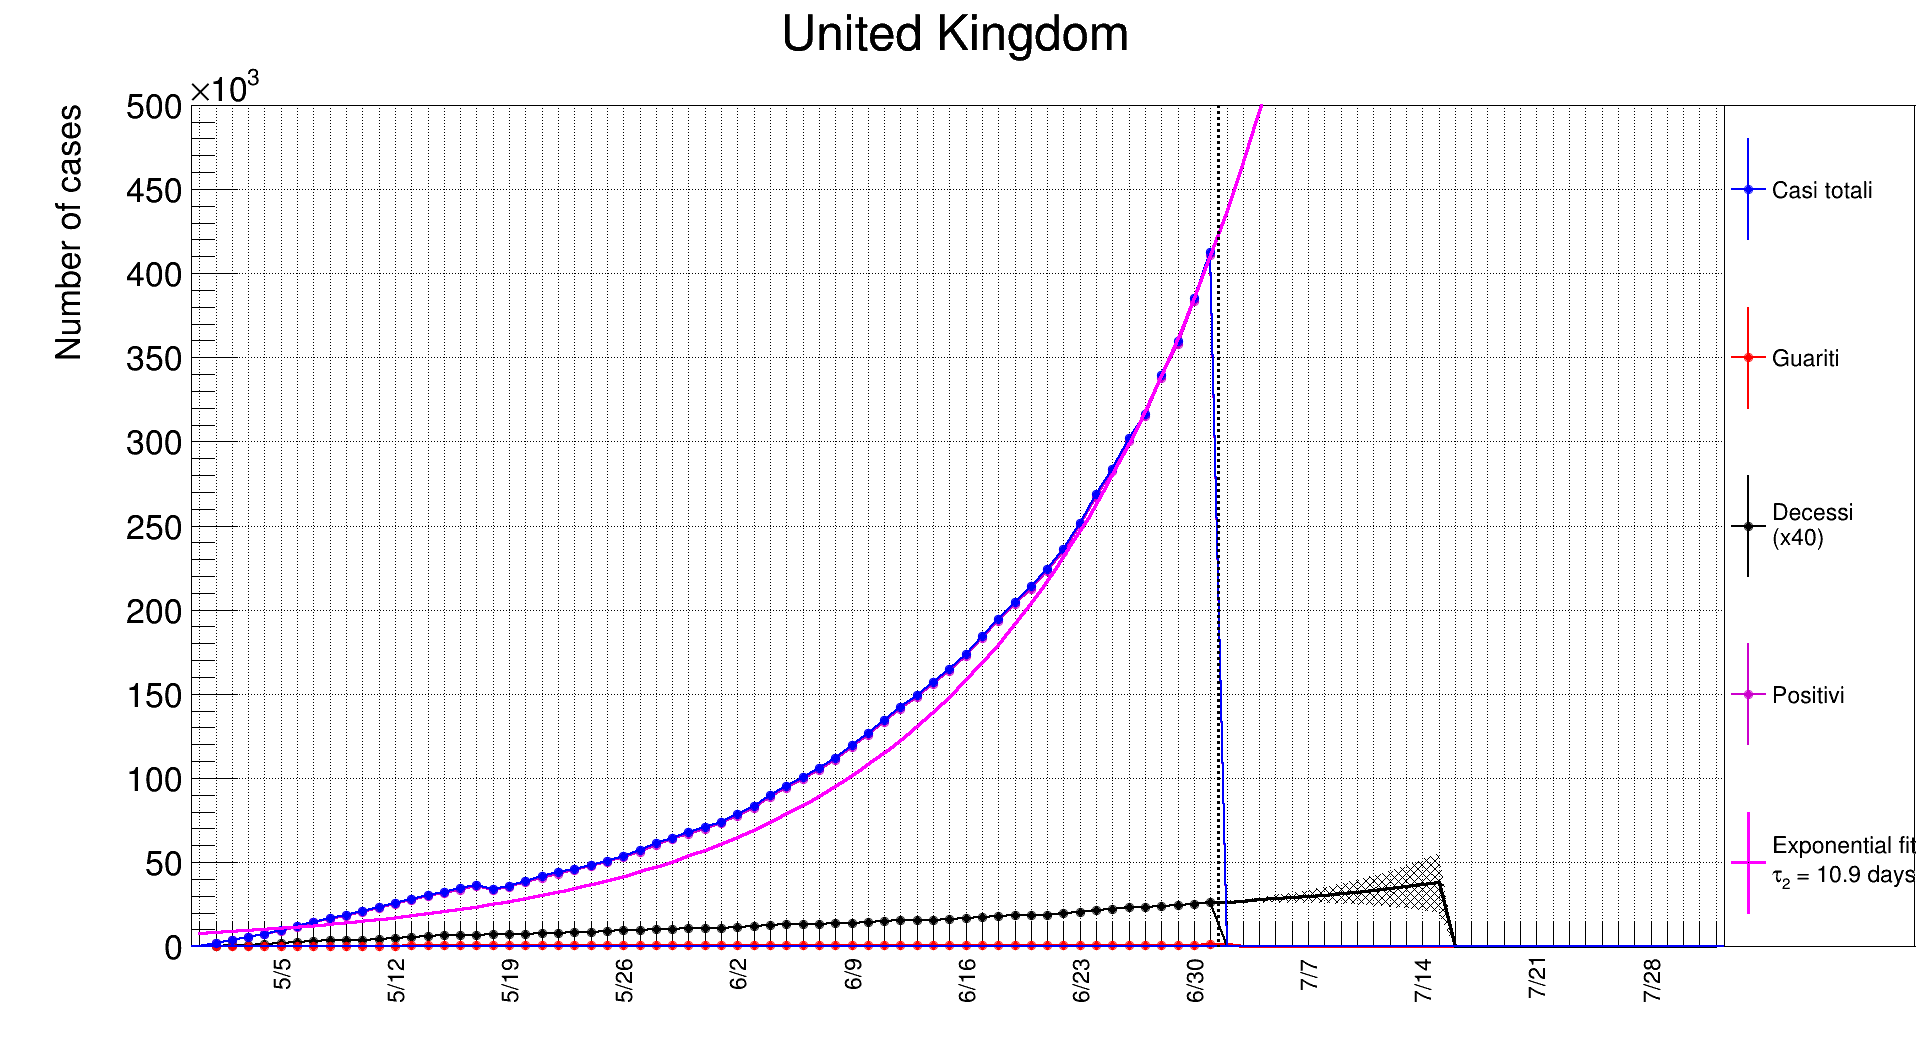 United Kingdom
×10³
Number of cases
500
450
400
350
300
250
200
150
100
50
0
5/5
5/12
5/19
5/26
6/2
6/9
6/16
6/23
6/30
7/7
7/14
7/21
7/28
Casi totali
Guariti
Decessi
(x40)
Positivi
Exponential fit
τ₂ = 10.9 days